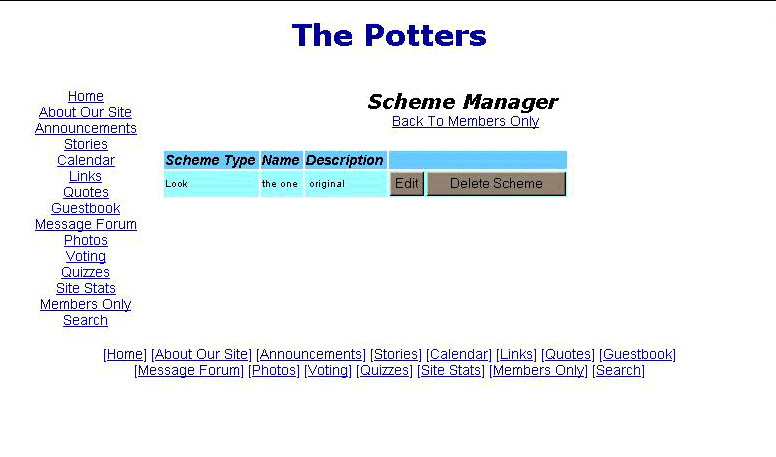 The Potters
Home
About Our Site
Announcements
Stories
Calendar
Links
Quotes
Guestbook
Message Forum
Photos
Voting
Quizzes
Site Stats
Members Only
Search
Scheme Manager
Back To Members Only
Scheme Type Name Description
Look the one original Edit Delete Scheme
[Home] [About Our Site] [Announcements] [Stories] [Calendar] [Links] [Quotes] [Guestbook]
[Message Forum] [Photos] [Voting] [Quizzes] [Site Stats] [Members Only] [Search]